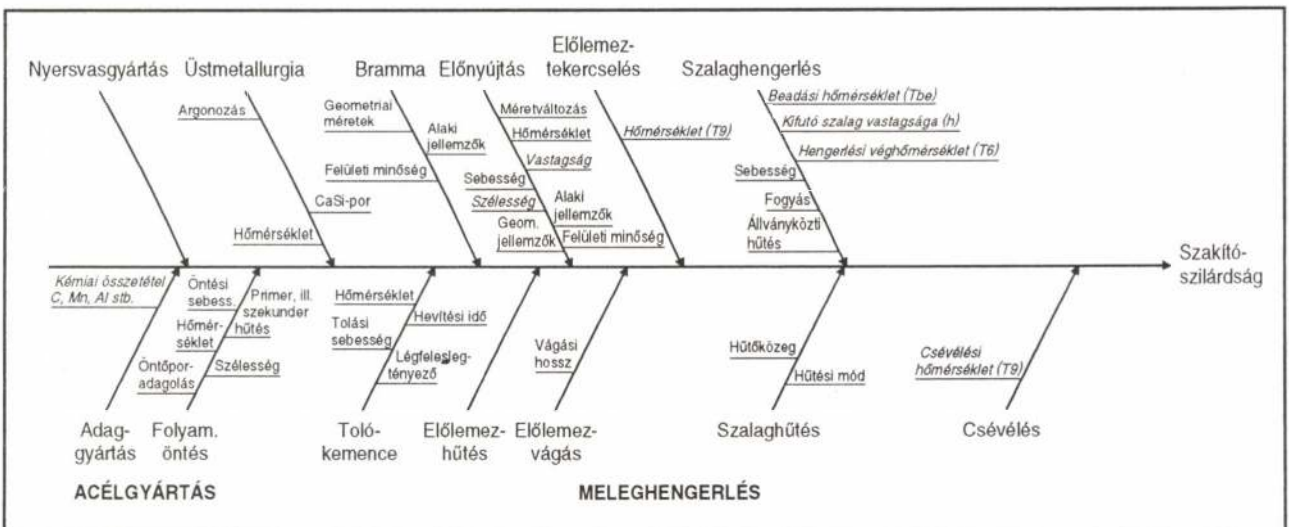 Nyersvasgyártás
Üstmetallurgia
Argonozás
CaSi-por
Hőmérséklet
Bramma
Geometriai
méretek
Alaki
jellemzők
Felületi minőség
Előnyújtás
Méretváltozás
Hőmérséklet
Vastagság
Sebesség
Szélesség
Alaki
jellemzők
Geom.
jellemzők
Felületi minőség
Előlemez-
tekercselés
Hőmérséklet (T9)
Szalaghengerlés
Beadási hőmérséklet (Tbe)
Kifutó szalag vastagsága (h)
Hengerlési véghőmérséklet (T6)
Sebesség
Fogyás
Állványközti
hűtés
Szakító-
szilárdság
Kémiai összetétel
C, Mn, Al stb.
Adag-
gyártás
Öntési
sebess.
Primer, ill.
szekunder
hűtés
Hőmér-
séklet
Öntőpor-
adagolás
Szélesség
Folyam.
öntés
Hőmérséklet
Hevítési idő
Tolási
sebesség
Légfelesleg-
tényező
Toló-
kemence
Előlemez-
hűtés
Vágási
hossz
Előlemez-
vágás
Hűtőközeg
Hűtési mód
Szalaghűtés
Csévélési
hőmérséklet (T9)
Csévélés
ACÉLGYÁRTÁS
MELEGHENGERLÉS